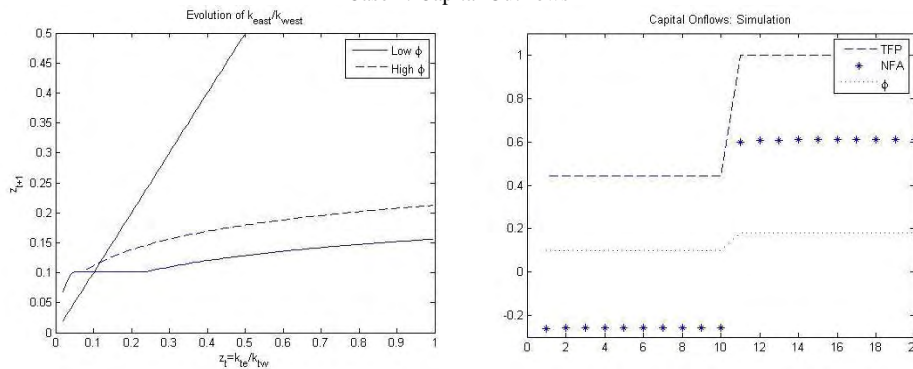 Evolution of k_east/k_west
0.5
0.45
0.4
0.35
0.3
0.25
0.2
0.15
0.1
0.05
0
z_t+1
Low ϕ
High ϕ
0 0.1 0.2 0.3 0.4 0.5 0.6 0.7 0.8 0.9 1
z_t=k_te/k_tw
Capital Onflows: Simulation
1
0.8
0.6
0.4
0.2
0
-0.2
TFP
NFA
ϕ
0 2 4 6 8 10 12 14 16 18 2